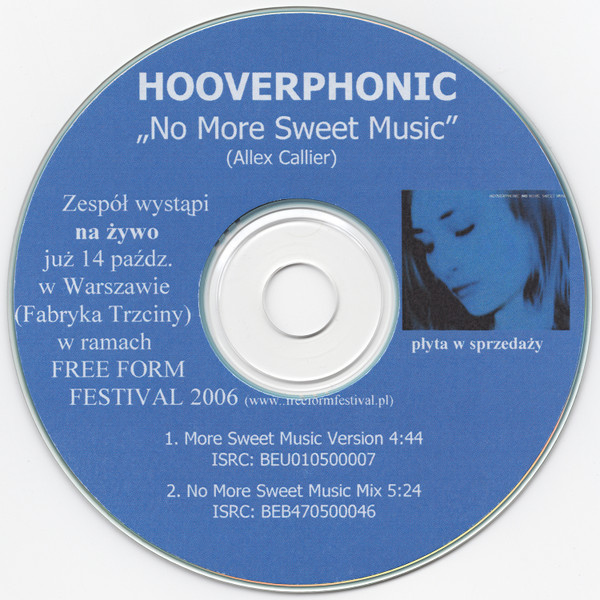 HOOVERPHONIC
„No More Sweet Music”
(Allex Callier)
Zespół wystąpi
na żywo
już 14 paźdz.
w Warszawie
(Fabryka Trzciny)
w ramach
FREE FORM
FESTIVAL 2006 (www..freeformfestival.pl)
płyta w sprzedaży
1. More Sweet Music Version 4:44
ISRC: BEU010500007
2. No More Sweet Music Mix 5:24
ISRC: BEB470500046